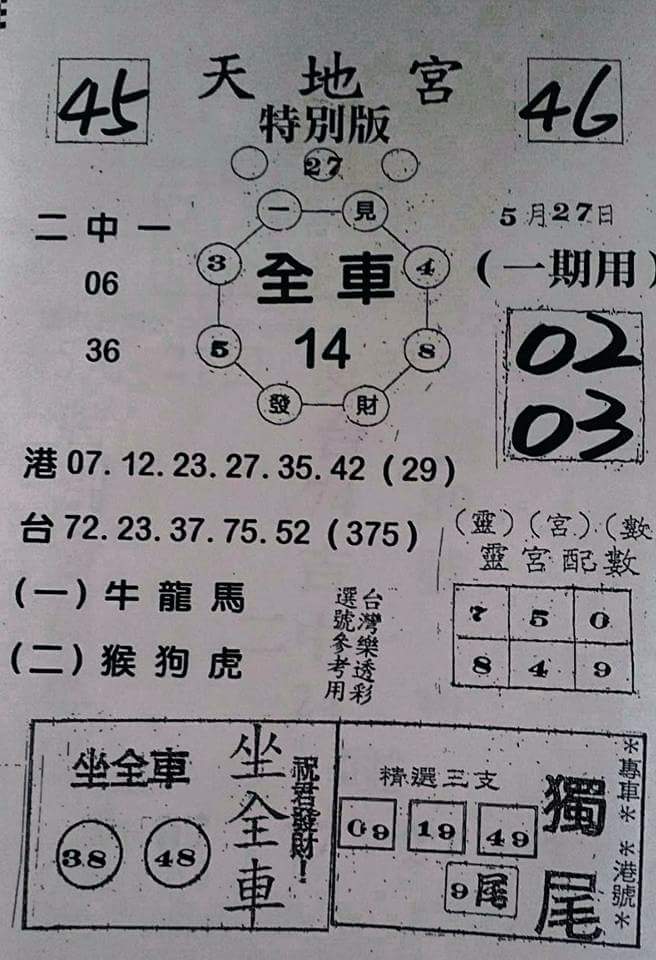 天地宮
45
46
特別版
27
5月27日
(一期用)
二中一
06
36
一 見
3 4
全車
14
5 8
發 財
02
03
港 07. 12. 23. 27. 35. 42 (29)
台 72. 23. 37. 75. 52 (375)
(一) 牛 龍 馬
(二) 猴 狗 虎
台灣樂透彩
選號參考用
(靈) (宮) (數
靈宮配數
7 5 0
8 4 9
坐全車
38 48
坐全車
祝君發財!
精選三支
09 19 49
9尾
獨尾
*專車* *港號*